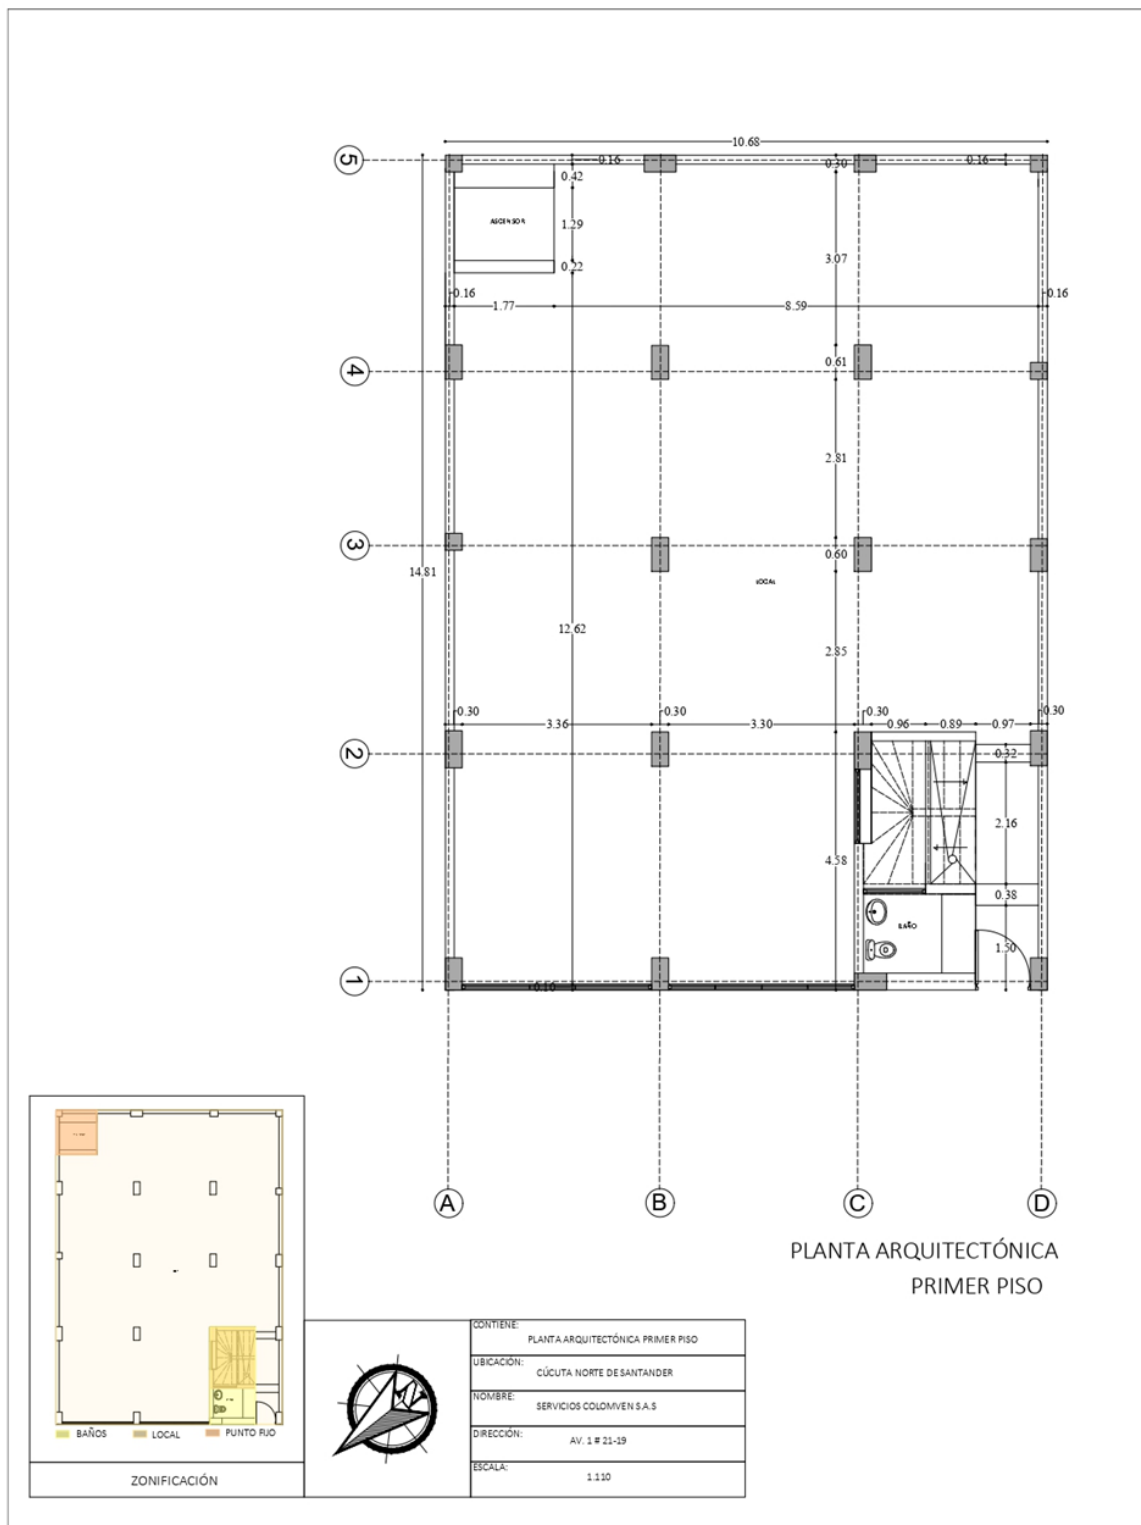 10.68
5
0.16
0.30
0.16
0.42
ASCENSOR
1.29
0.22
3.07
0.16
1.77
8.59
0.16
4
0.61
2.81
3
0.60
14.81
LOCAL
12.62
2.85
0.30
3.36
0.30
3.30
0.30
0.96
0.89
0.97
0.30
2
0.32
2.16
4.58
0.38
BAÑO
1.50
1
0.10
A
B
C
D
PLANTA ARQUITECTÓNICA
PRIMER PISO
BAÑOS
LOCAL
PUNTO FIJO
ZONIFICACIÓN
N
CONTIENE:
PLANTA ARQUITECTÓNICA PRIMER PISO
UBICACIÓN:
CÚCUTA NORTE DE SANTANDER
NOMBRE:
SERVICIOS COLOMVEN S.A.S
DIRECCIÓN:
AV. 1 # 21-19
ESCALA:
1.110